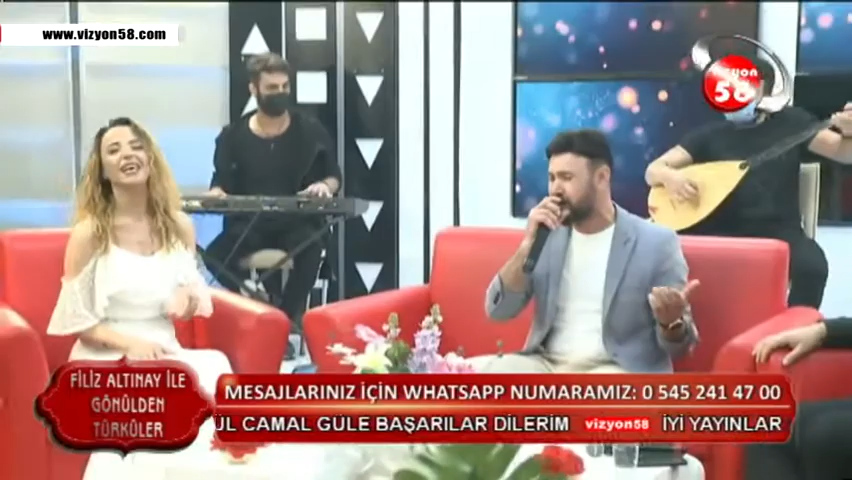 www.vizyon58.com
vizyon
58
FİLİZ ALTINAY İLE
GÖNÜLDEN
TÜRKÜLER
MESAJLARINIZ İÇİN WHATSAPP NUMARAMIZ: 0 545 241 47 00
ÜL CAMAL GÜLE BAŞARILAR DİLERİM vizyon58 İYİ YAYINLAR